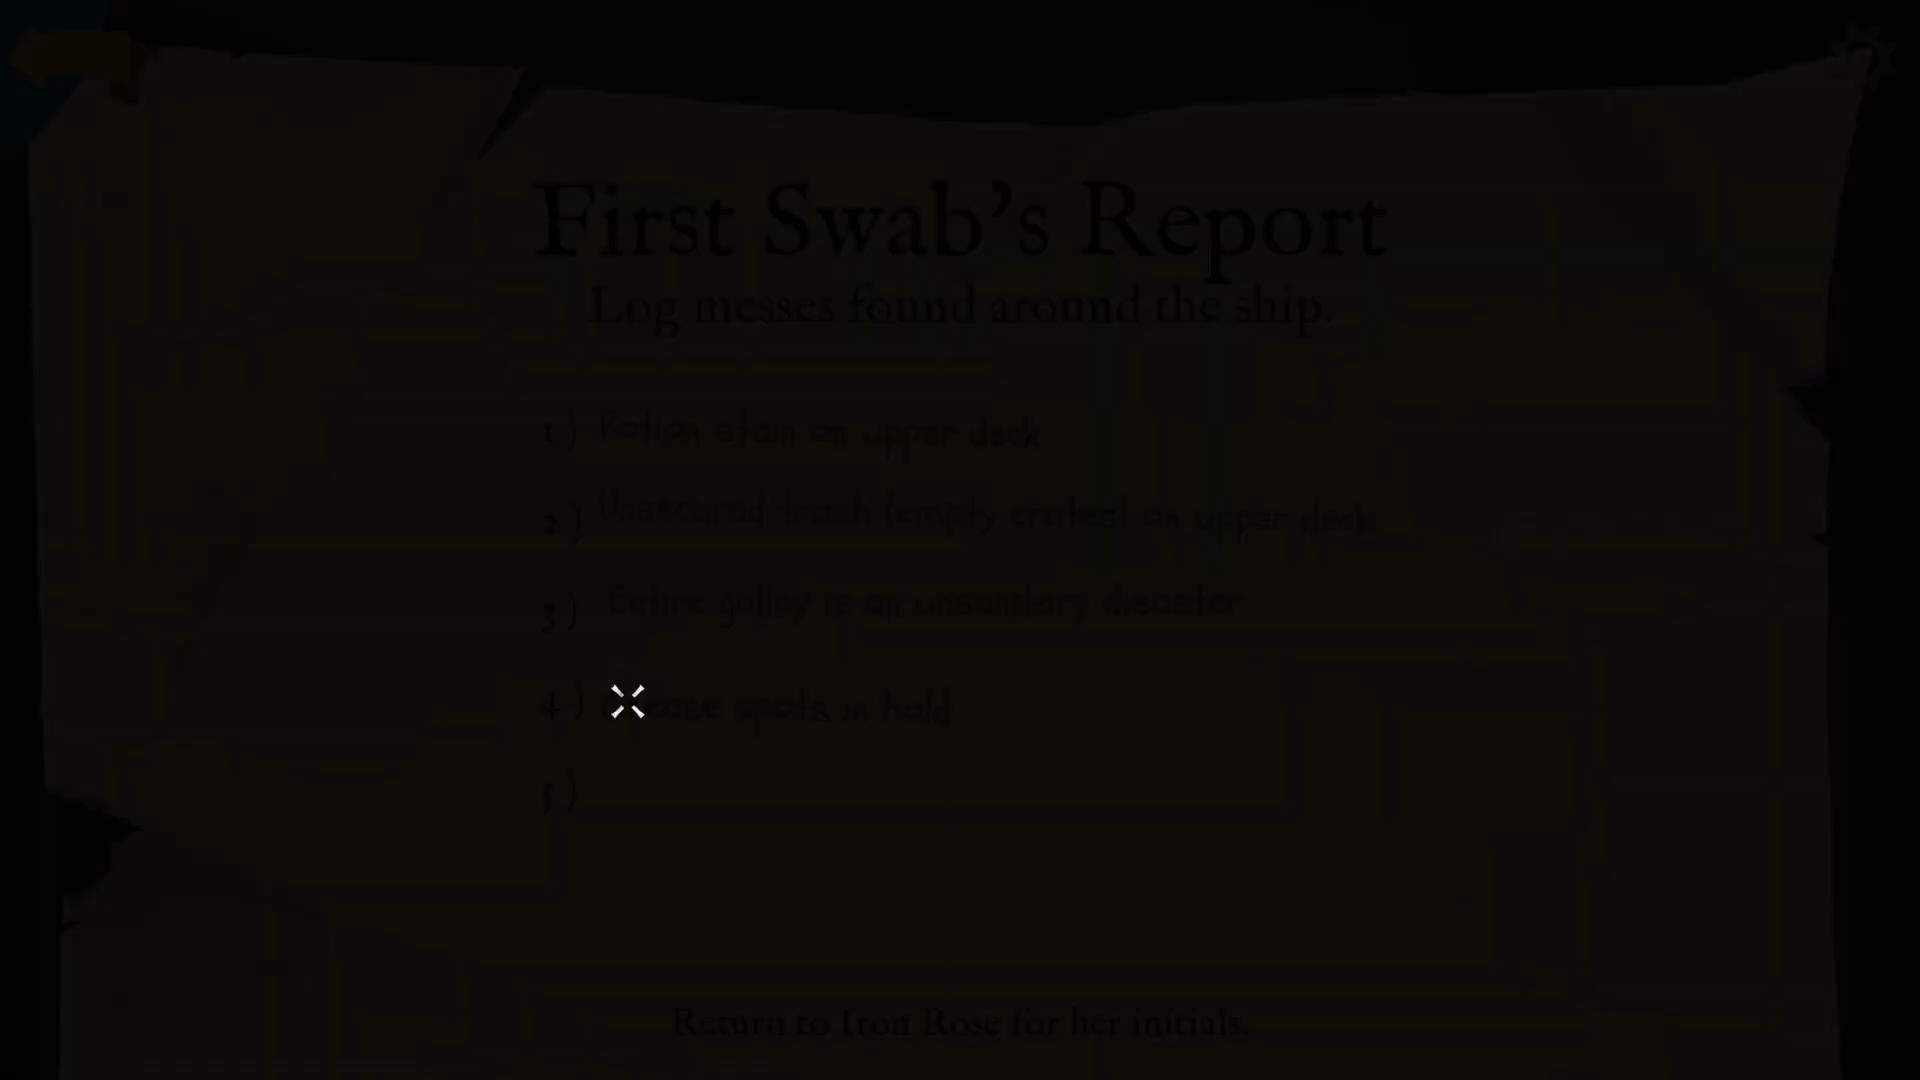 First Swab's Report
Log messes found around the ship.
1) Potion stain on upper deck
2) Unsecured trash (empty crates) on upper deck
3) Entire galley is an unsanitary disaster
4) spots in hold
5)
Return to Iron Rose for her initials.